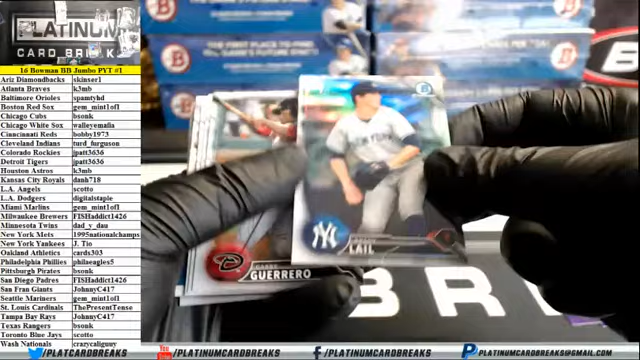 PLATINUM
CARD BREAKS
16 Bowman BB Jumbo PYT #1
Ariz Diamondbacks skinser1
Atlanta Braves k3mb
Baltimore Orioles spamtyhd
Boston Red Sox gem_mint1of1
Chicago Cubs bsonk
Chicago White Sox walleyemafia
Cincinnati Reds bobby1973
Cleveland Indians turd_furguson
Colorado Rockies jpatt3636
Detroit Tigers jpatt3636
Houston Astros k3mb
Kansas City Royals danh718
L.A. Angels scotto
L.A. Dodgers digitalstaple
Miami Marlins gem_mint1of1
Milwaukee Brewers FISHaddict1426
Minnesota Twins dad_y_dau
New York Mets 1995nationalchamps
New York Yankees J. Tio
Oakland Athletics cards303
Philadelphia Phillies philaeagles5
Pittsburgh Pirates bsonk
San Diego Padres FISHaddict1426
San Fran Giants JohnnyC417
Seattle Mariners gem_mint1of1
St. Louis Cardinals ThePresentTense
Tampa Bay Rays JohnnyC417
Texas Rangers bsonk
Toronto Blue Jays scotto
Wash Nationals crazycaliguuy
LAIL
GUERRERO
BRE
/PLATCARDBREAKS
You Tube /PLATINUMCARDBREAKS
PLATINUMCARDBREAKS@GMAIL.COM